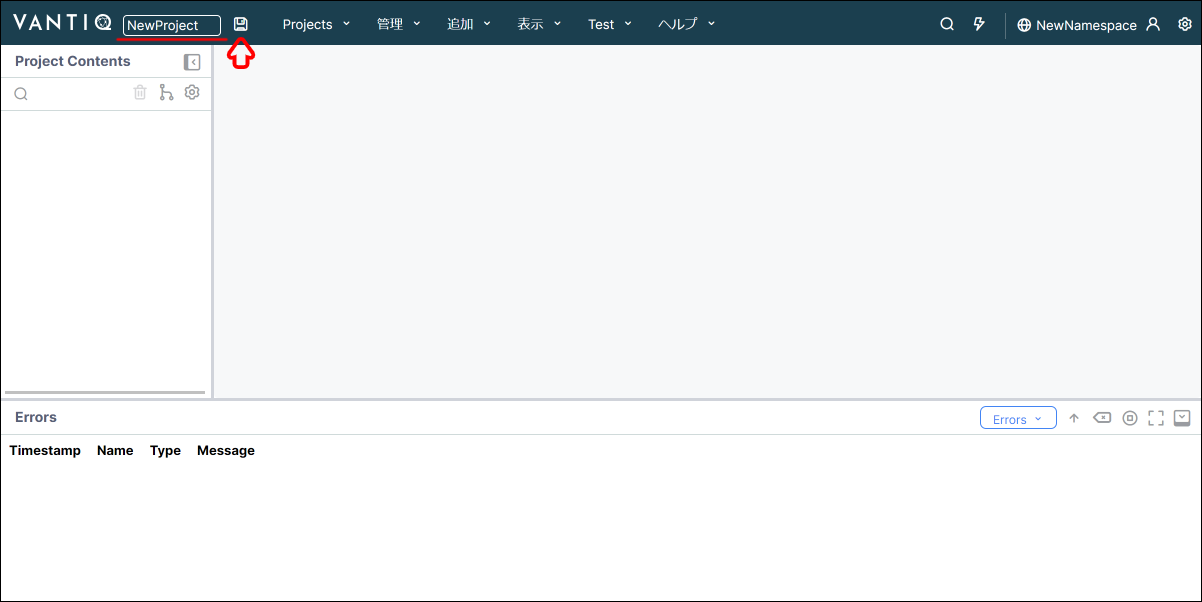 VANTIQ NewProject Projects 管理 追加 表示 Test ヘルプ NewNamespace
Project Contents
Errors
Errors
Timestamp Name Type Message